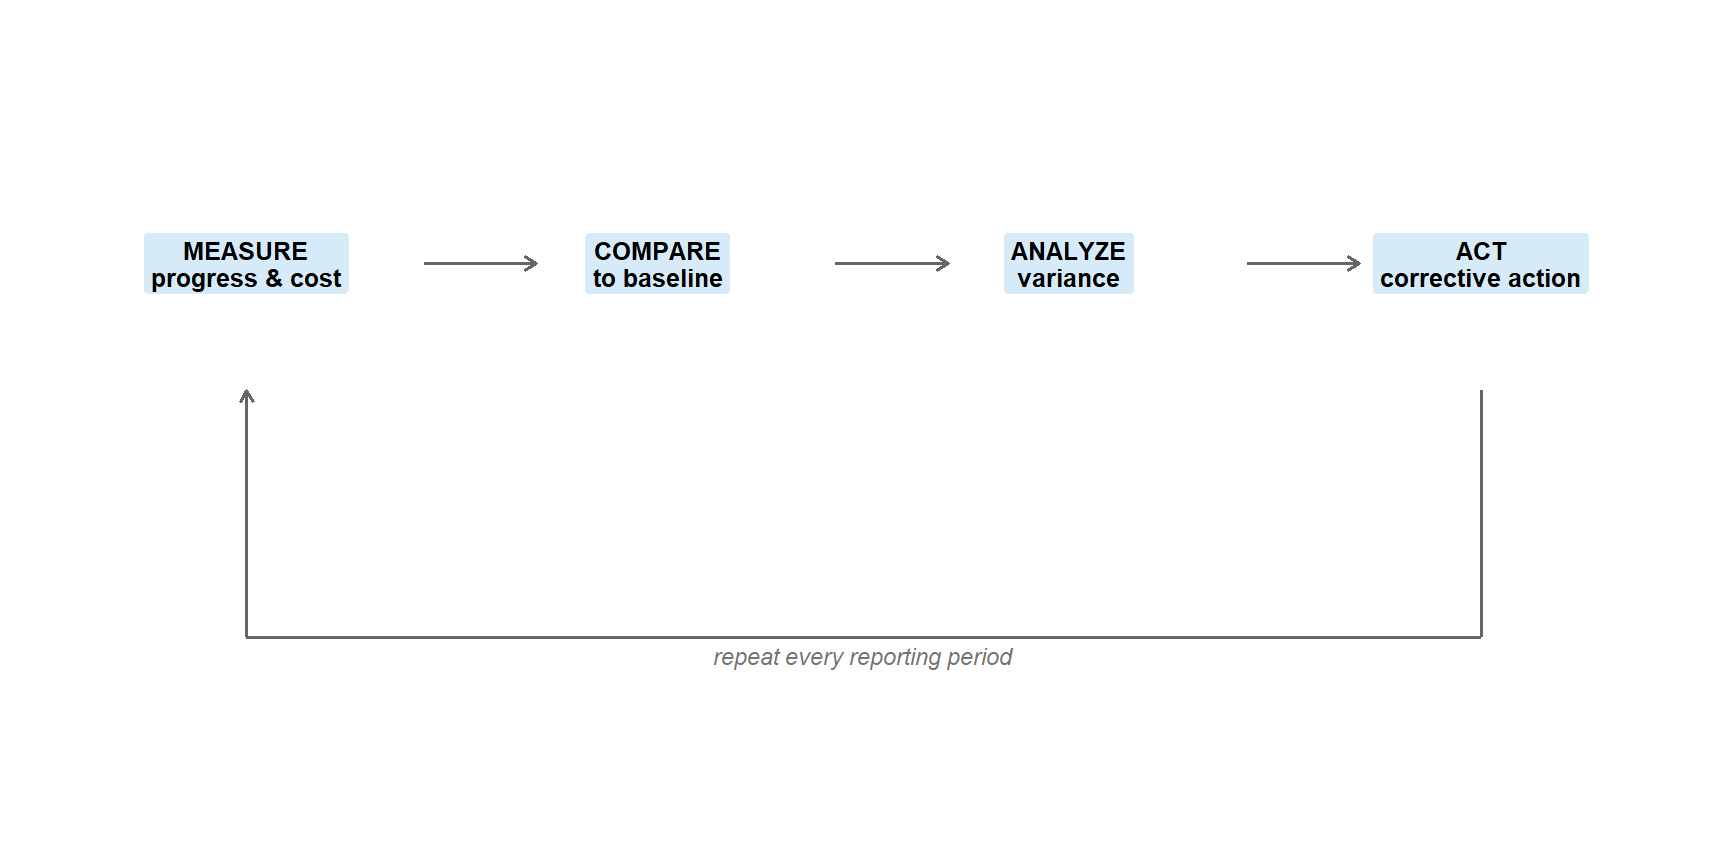 MEASURE
progress & cost
COMPARE
to baseline
ANALYZE
variance
ACT
corrective action
repeat every reporting period